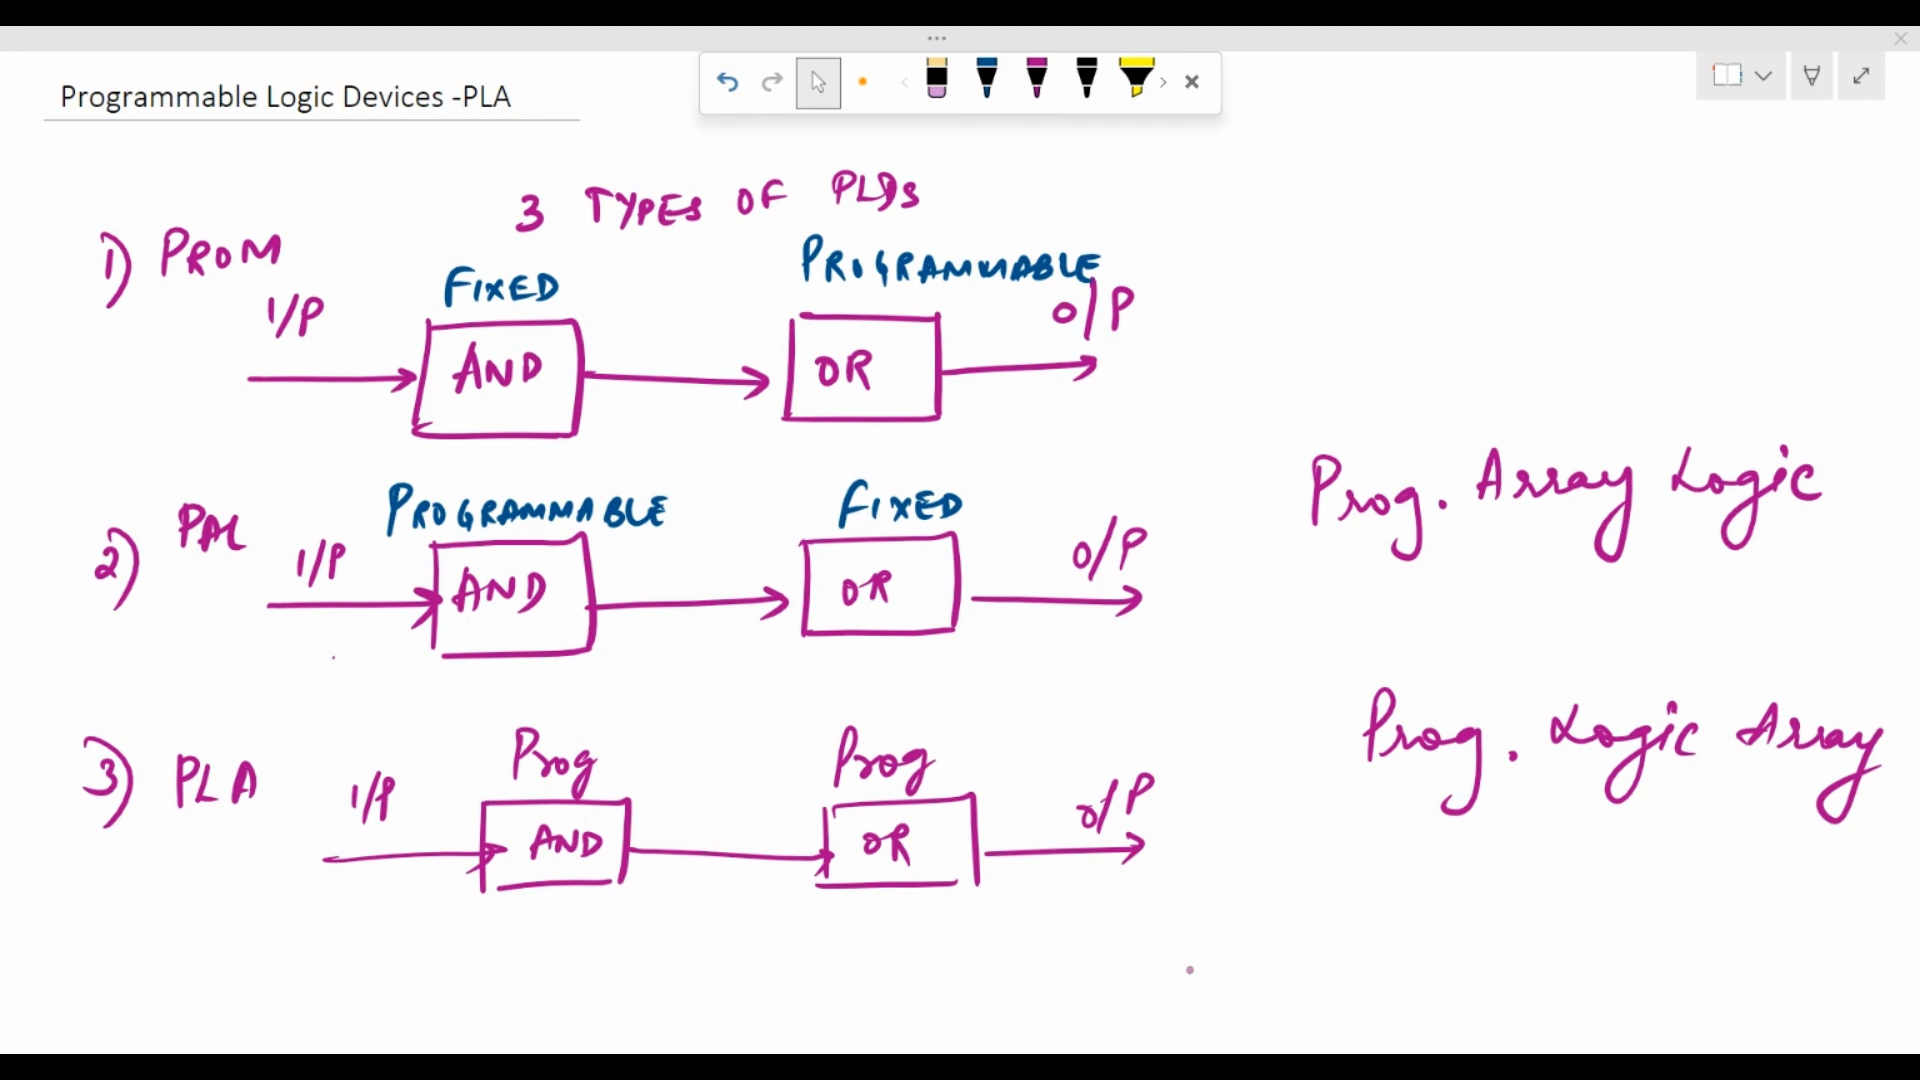 Programmable Logic Devices -PLA
3 TYPES OF PLDs
1) PROM
FIXED PROGRAMMABLE
I/P AND OR O/P
2) PAL
PROGRAMMABLE FIXED
I/P AND OR O/P
Prog. Array Logic
3) PLA
Prog Prog
I/P AND OR O/P
Prog. Logic Array